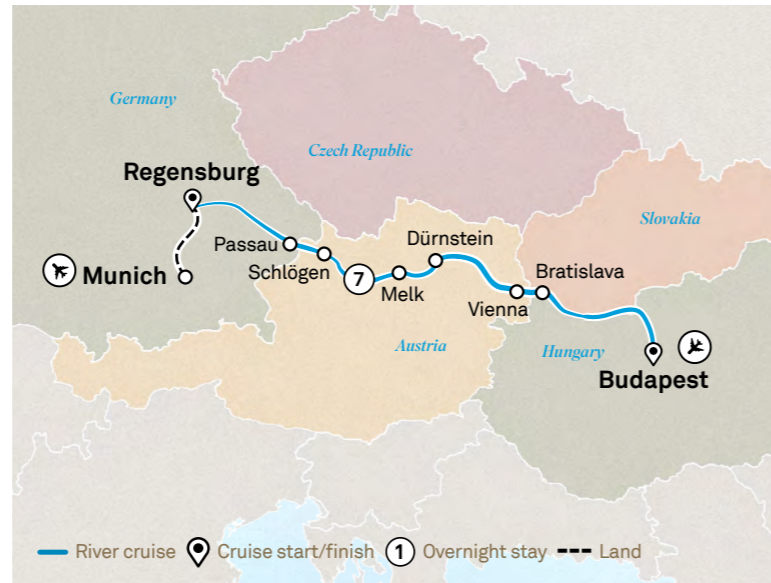 Germany
Czech Republic
Regensburg
Slovakia
Passau
Dürnstein
Schlögen
Bratislava
Munich
7
Melk
Vienna
Austria
Hungary
Budapest
River cruise Cruise start/finish 1 Overnight stay Land